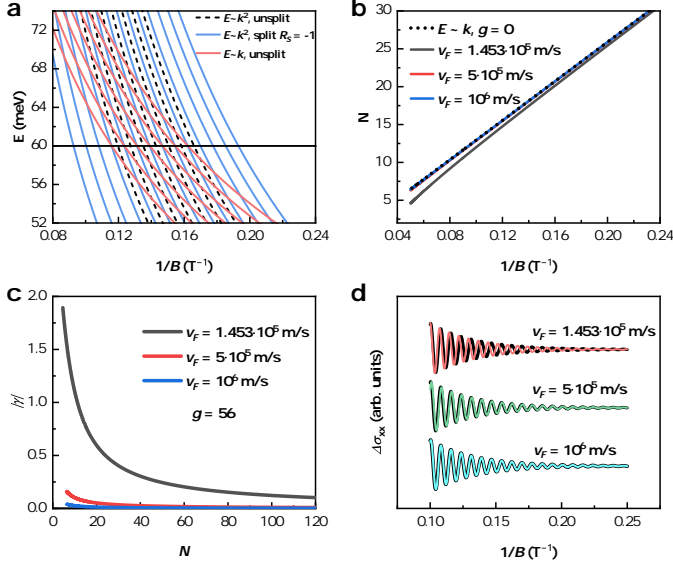 a
E~k², unsplit
E~k², split R_S = -1
E~k, unsplit
E (meV)
72
68
64
60
56
52
0.08 0.12 0.16 0.20 0.24
1/B (T⁻¹)
b
E ~ k, g = 0
v_F = 1.453·10⁵ m/s
v_F = 5·10⁵ m/s
v_F = 10⁶ m/s
N
30
25
20
15
10
5
0.04 0.08 0.12 0.16 0.20 0.24
1/B (T⁻¹)
c
v_F = 1.453·10⁵ m/s
v_F = 5·10⁵ m/s
v_F = 10⁶ m/s
g = 56
|γ|
2.0
1.5
1.0
0.5
0.0
0 20 40 60 80 100 120
N
d
v_F = 1.453·10⁵ m/s
v_F = 5·10⁵ m/s
v_F = 10⁶ m/s
Δσ_xx (arb. units)
0.10 0.15 0.20 0.25
1/B (T⁻¹)